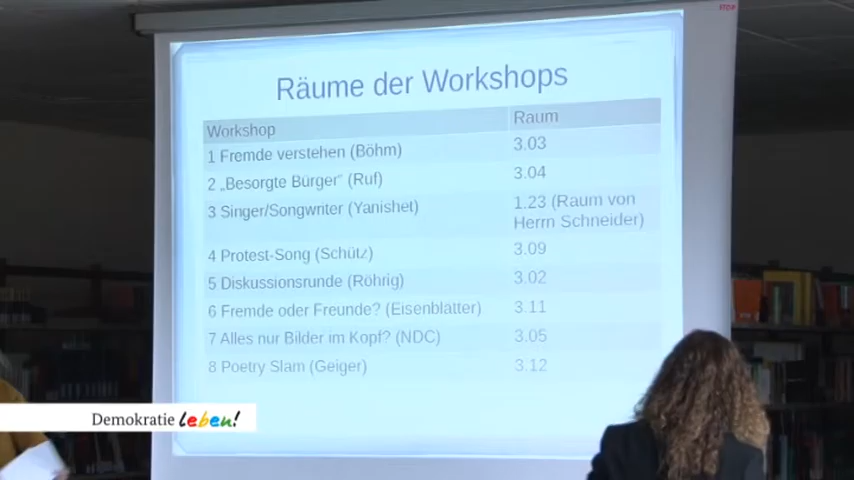 Räume der Workshops
Workshop Raum
1 Fremde verstehen (Böhm) 3.03
2 „Besorgte Bürger“ (Ruf) 3.04
3 Singer/Songwriter (Yanishet) 1.23 (Raum von
Herrn Schneider)
4 Protest-Song (Schütz) 3.09
5 Diskussionsrunde (Röhrig) 3.02
6 Fremde oder Freunde? (Eisenblätter) 3.11
7 Alles nur Bilder im Kopf? (NDC) 3.05
8 Poetry Slam (Geiger) 3.12
Demokratie Leben!